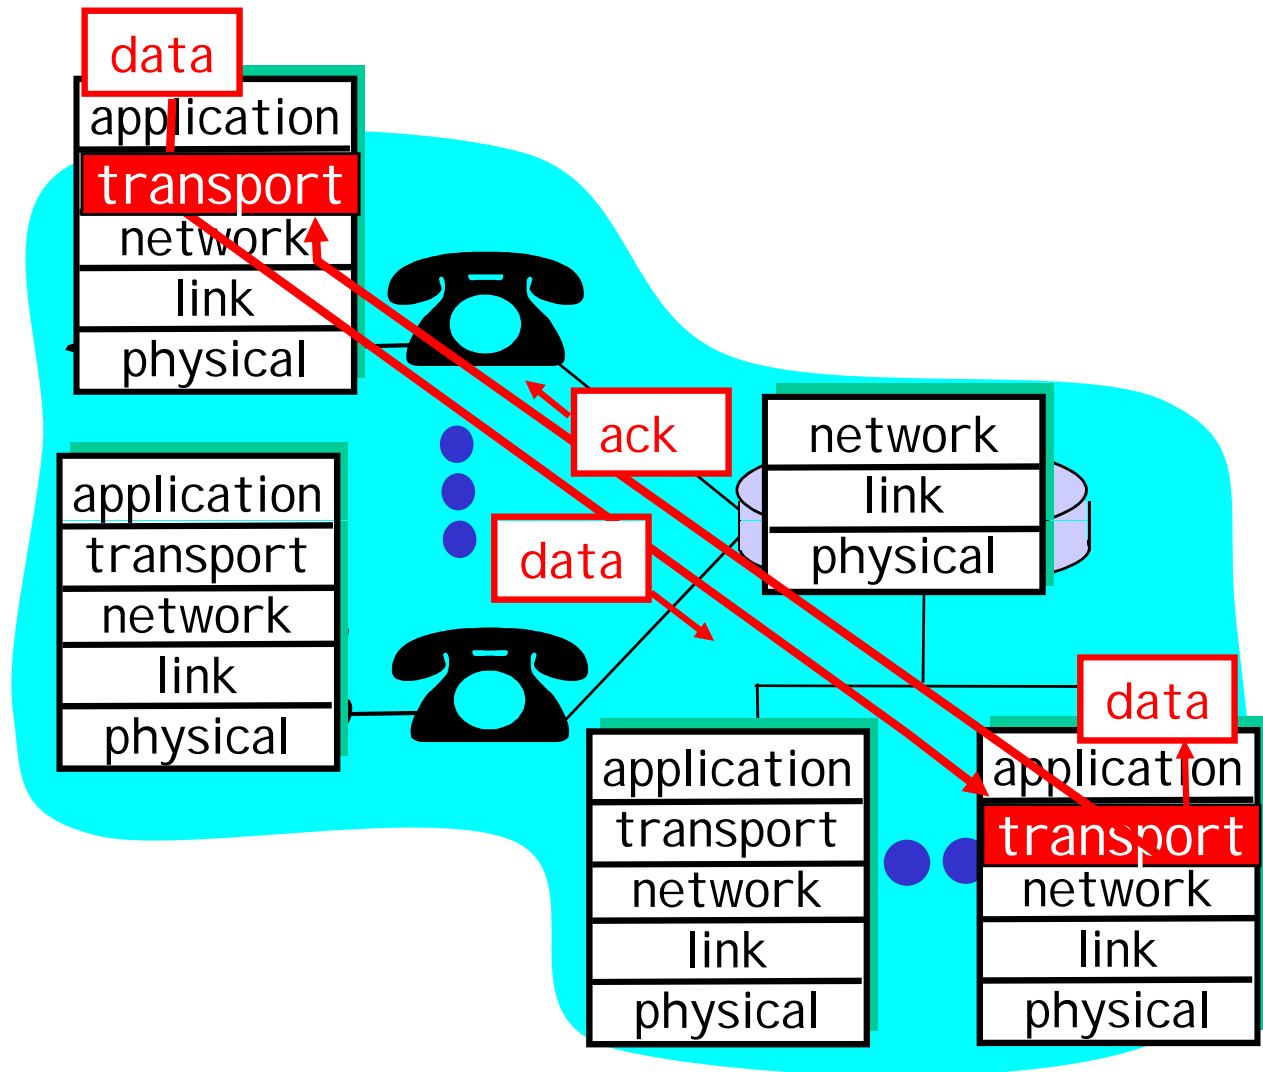 data
application
transport
network
link
physical
ack
network
link
physical
application
transport
network
link
physical
data
data
application
transport
network
link
physical
application
transport
network
link
physical